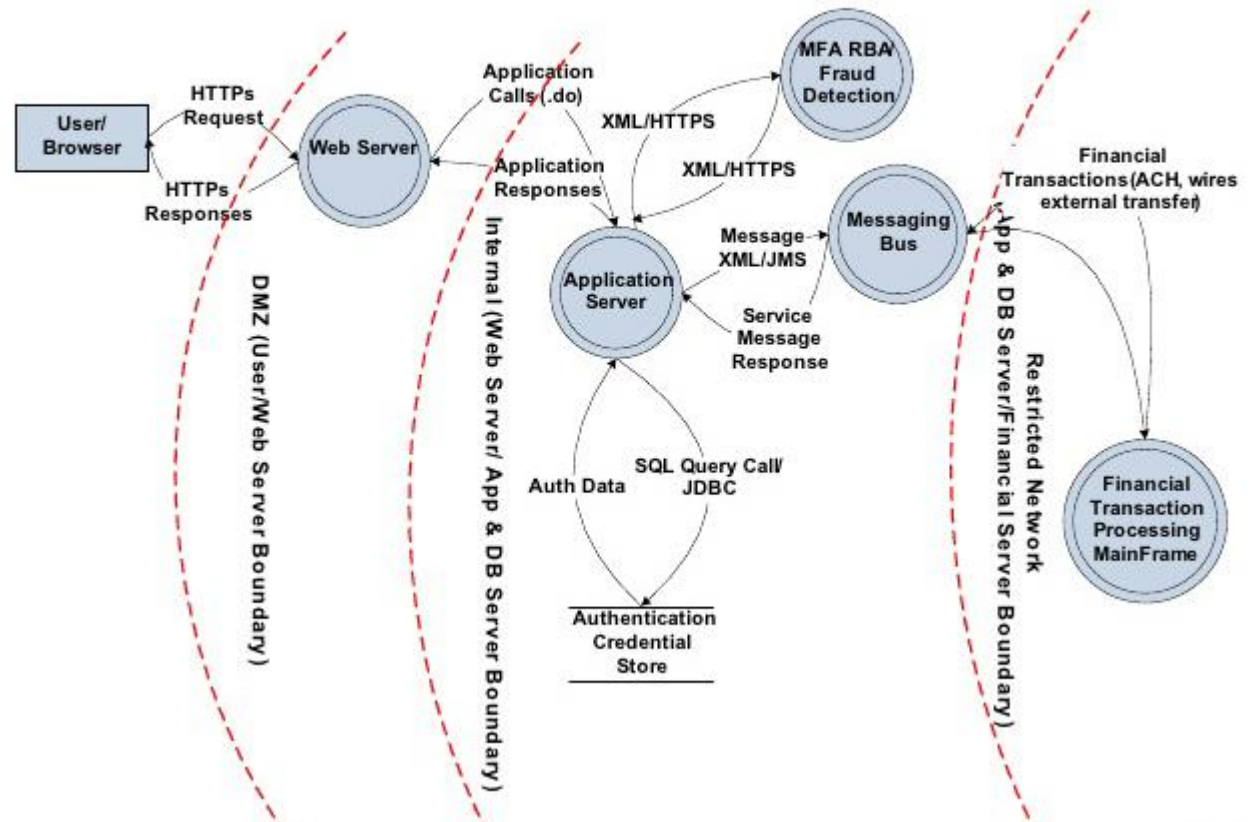 User/
Browser
HTTPs
Request
HTTPs
Responses
Web Server
Application
Calls (.do)
Application
Responses
XML/HTTPS
XML/HTTPS
MFA RBA/
Fraud
Detection
Application
Server
Message
XML/JMS
Service
Message
Response
Messaging
Bus
Financial
Transactions(ACH, wires
external transfer)
Financial
Transaction
Processing
MainFrame
Auth Data
SQL Query Call/
JDBC
Authentication
Credential
Store
DMZ (User/Web Server Boundary)
Internal (Web Server/ App & DB Server Boundary)
Restricted Network
App & DB Server/Financial Server Boundary)